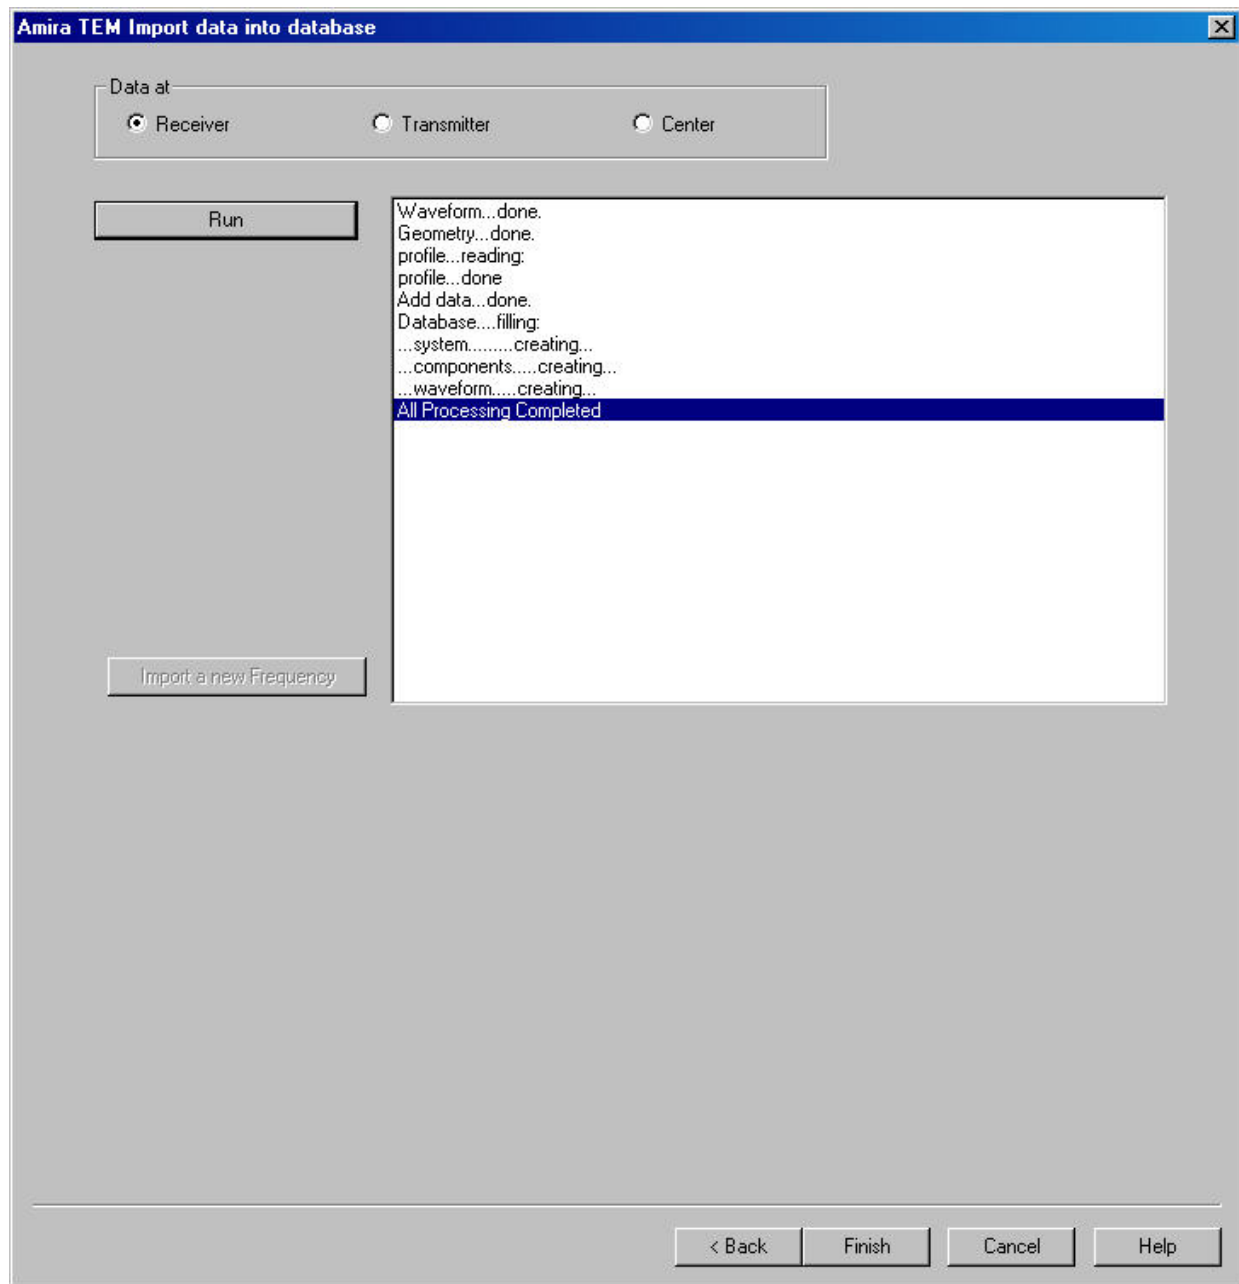 Amira TEM Import data into database
Data at
Receiver Transmitter Center
Run
Waveform...done.
Geometry...done.
profile...reading:
profile...done
Add data...done.
Database....filling:
...system.........creating...
...components.....creating...
...waveform.....creating...
All Processing Completed
Import a new Frequency
< Back Finish Cancel Help